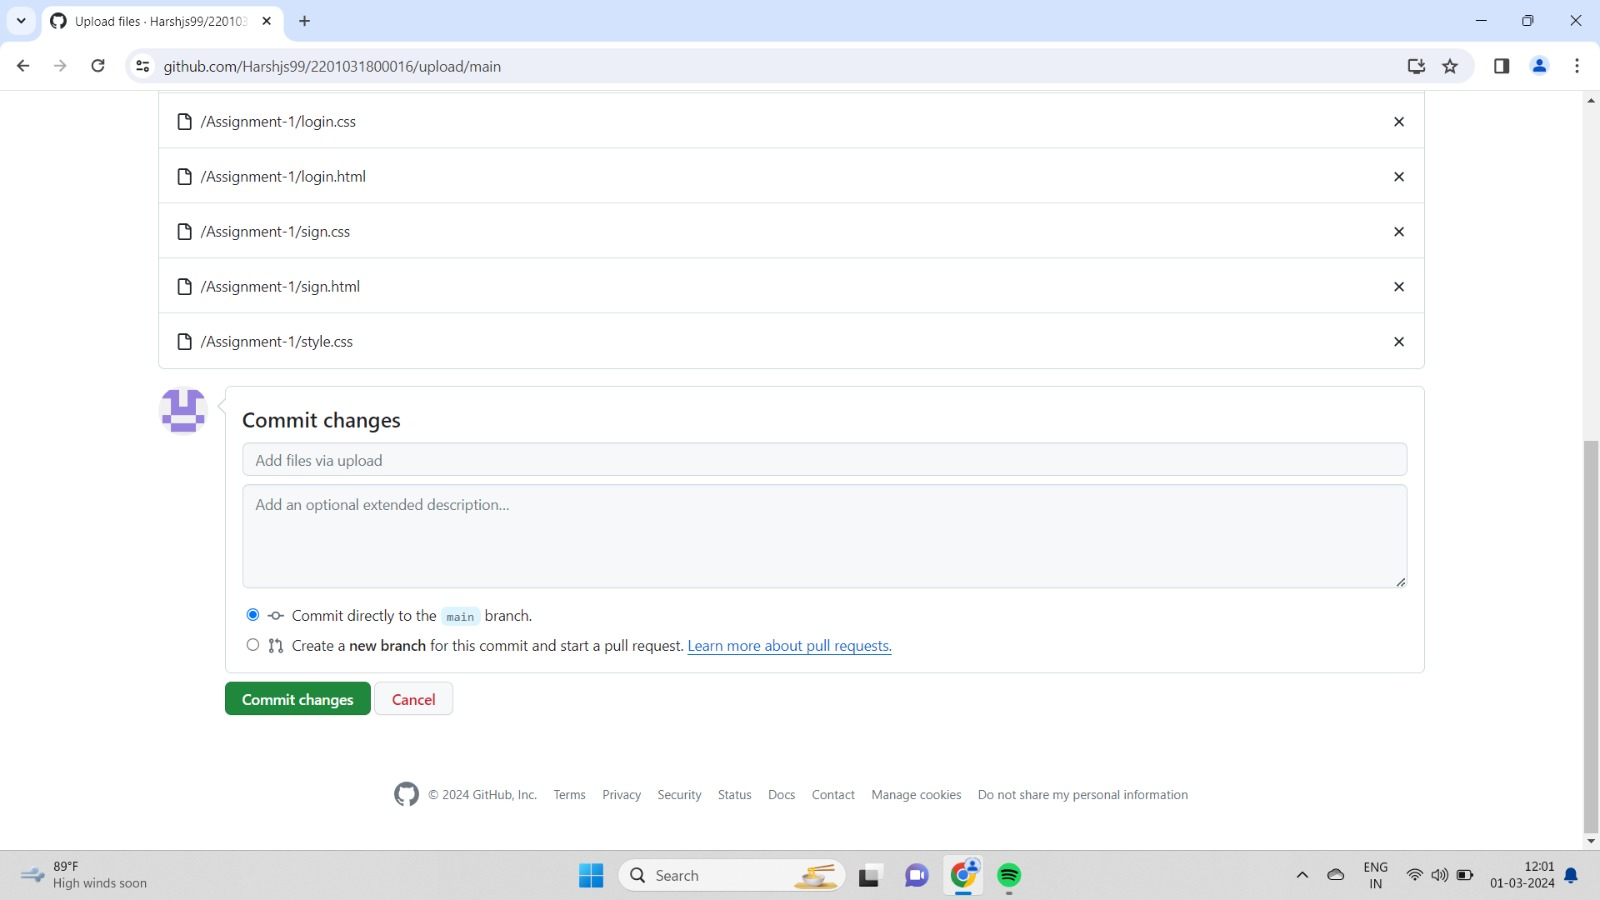 Upload files · Harshjs99/220103
github.com/Harshjs99/2201031800016/upload/main
/Assignment-1/login.css
/Assignment-1/login.html
/Assignment-1/sign.css
/Assignment-1/sign.html
/Assignment-1/style.css
Commit changes
Add files via upload
Add an optional extended description...
Commit directly to the main branch.
Create a new branch for this commit and start a pull request. Learn more about pull requests.
Commit changes Cancel
© 2024 GitHub, Inc. Terms Privacy Security Status Docs Contact Manage cookies Do not share my personal information
89°F
High winds soon
Search
ENG
IN
12:01
01-03-2024